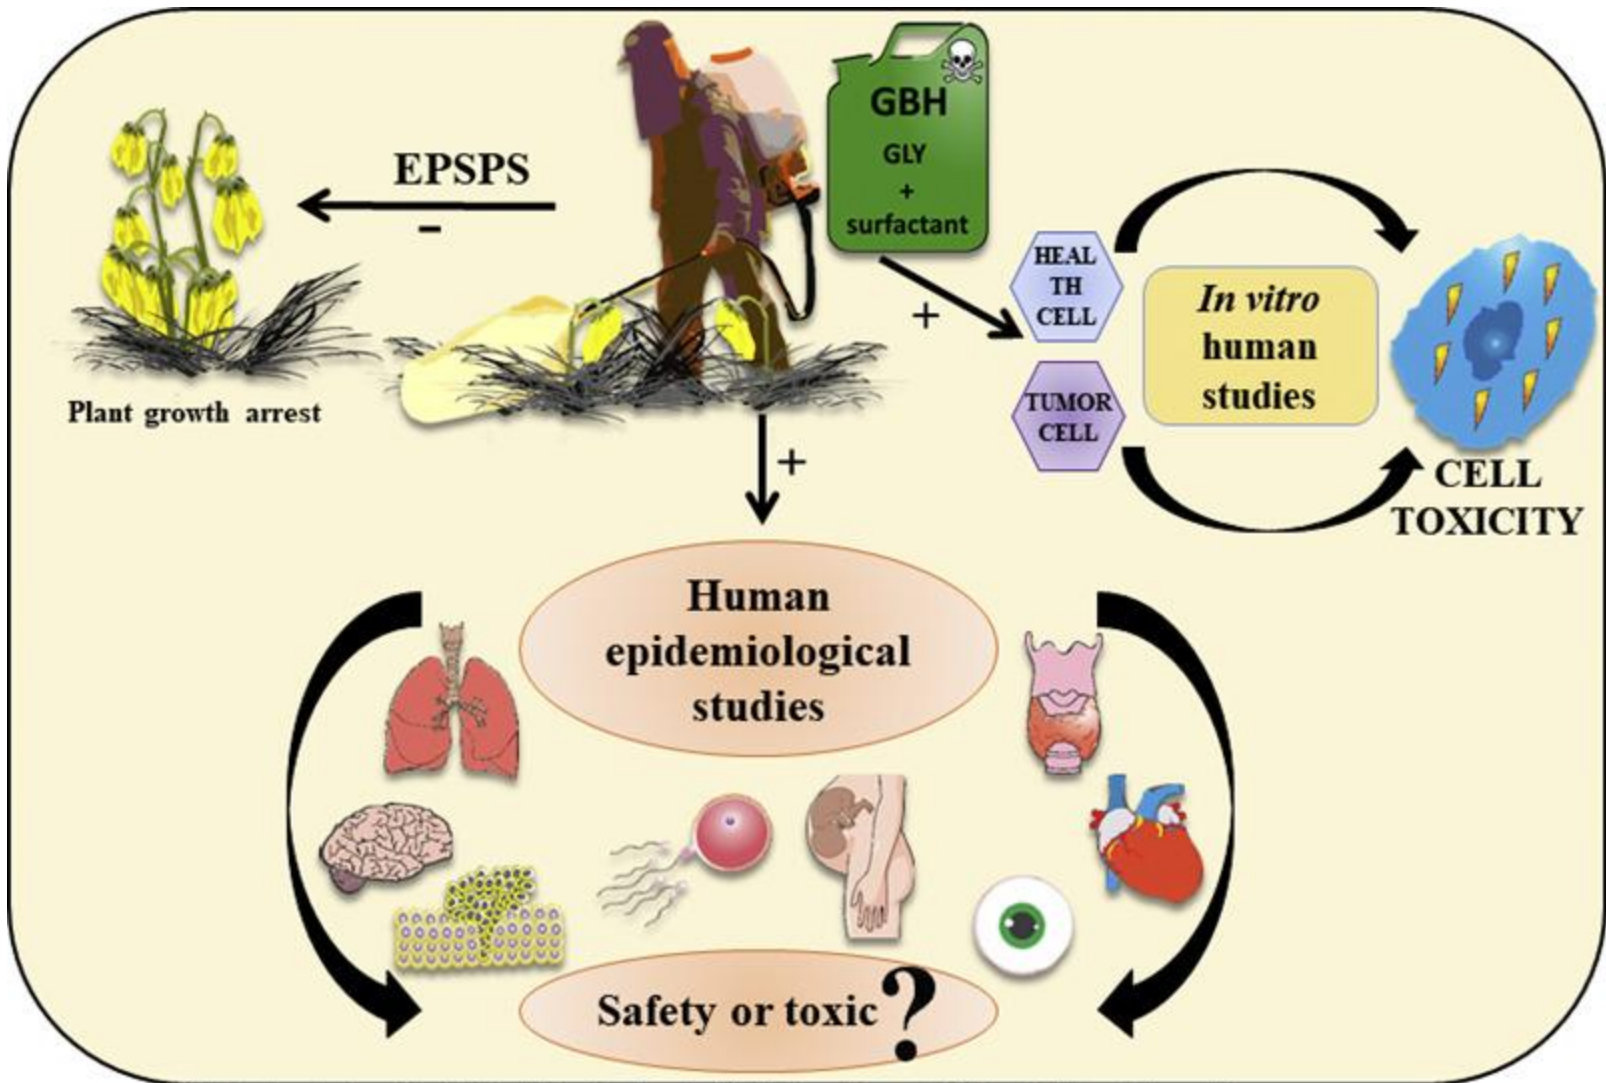 EPSPS
-
Plant growth arrest
GBH
GLY
+
surfactant
+
HEAL
TH
CELL
TUMOR
CELL
In vitro
human
studies
CELL
TOXICITY
+
Human
epidemiological
studies
Safety or toxic?